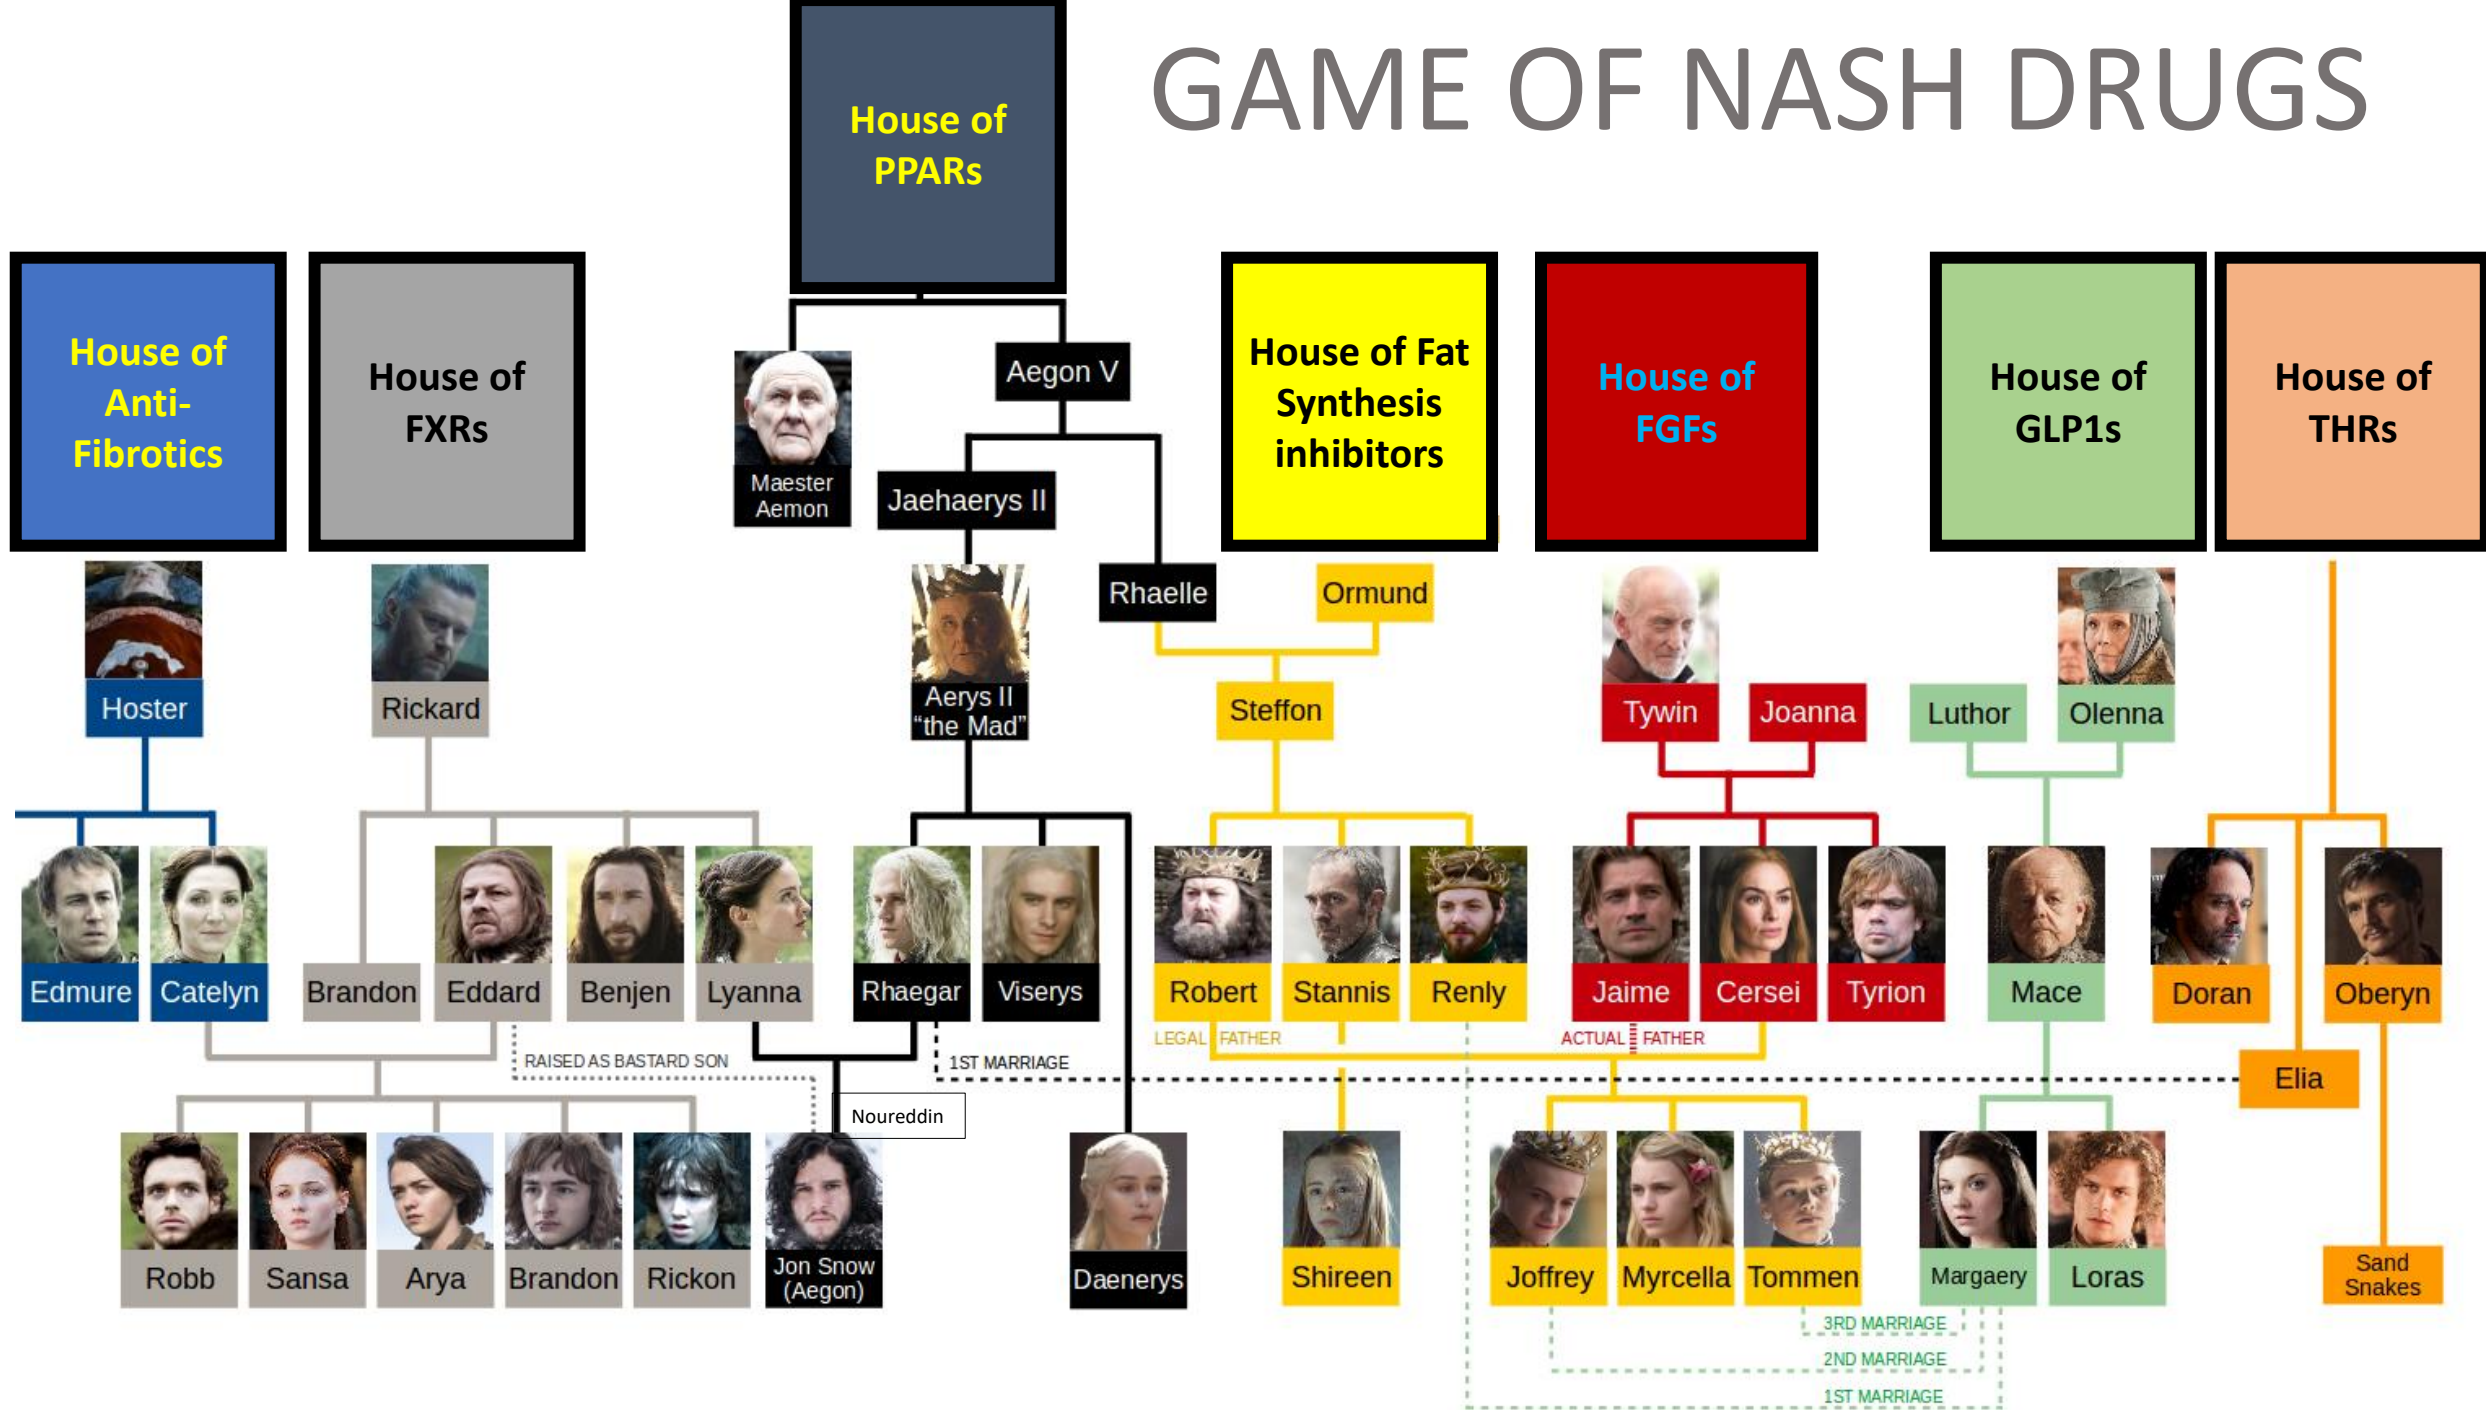 GAME OF NASH DRUGS
House of
PPARs
House of
Anti-
Fibrotics
House of
FXRs
House of Fat
Synthesis
inhibitors
House of
FGFs
House of
GLP1s
House of
THRs
Maester
Aemon
Aegon V
Jaehaerys II
Rhaelle
Ormund
Hoster
Rickard
Aerys II
“the Mad”
Steffon
Tywin
Joanna
Luthor
Olenna
Edmure
Catelyn
Brandon
Eddard
Benjen
Lyanna
Rhaegar
Viserys
Robert
Stannis
Renly
Jaime
Cersei
Tyrion
Mace
Doran
Oberyn
LEGAL FATHER
ACTUAL FATHER
RAISED AS BASTARD SON
1ST MARRIAGE
Elia
Noureddin
Robb
Sansa
Arya
Brandon
Rickon
Jon Snow
(Aegon)
Daenerys
Shireen
Joffrey
Myrcella
Tommen
Margaery
Loras
Sand
Snakes
3RD MARRIAGE
2ND MARRIAGE
1ST MARRIAGE